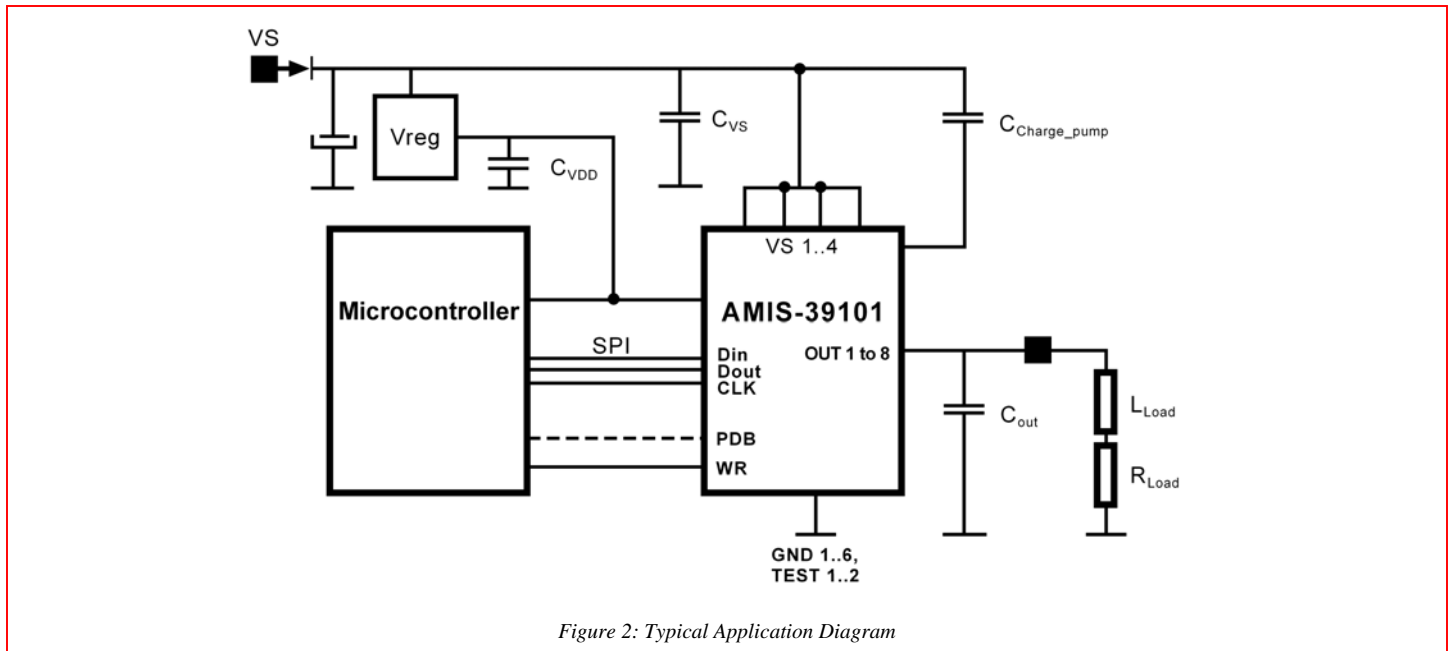 VS
Vreg
C_VDD
C_VS
C_Charge_pump
VS 1..4
Microcontroller
AMIS-39101
SPI
Din
OUT 1 to 8
Dout
CLK
PDB
WR
C_out
L_Load
R_Load
GND 1..6,
TEST 1..2
Figure 2: Typical Application Diagram